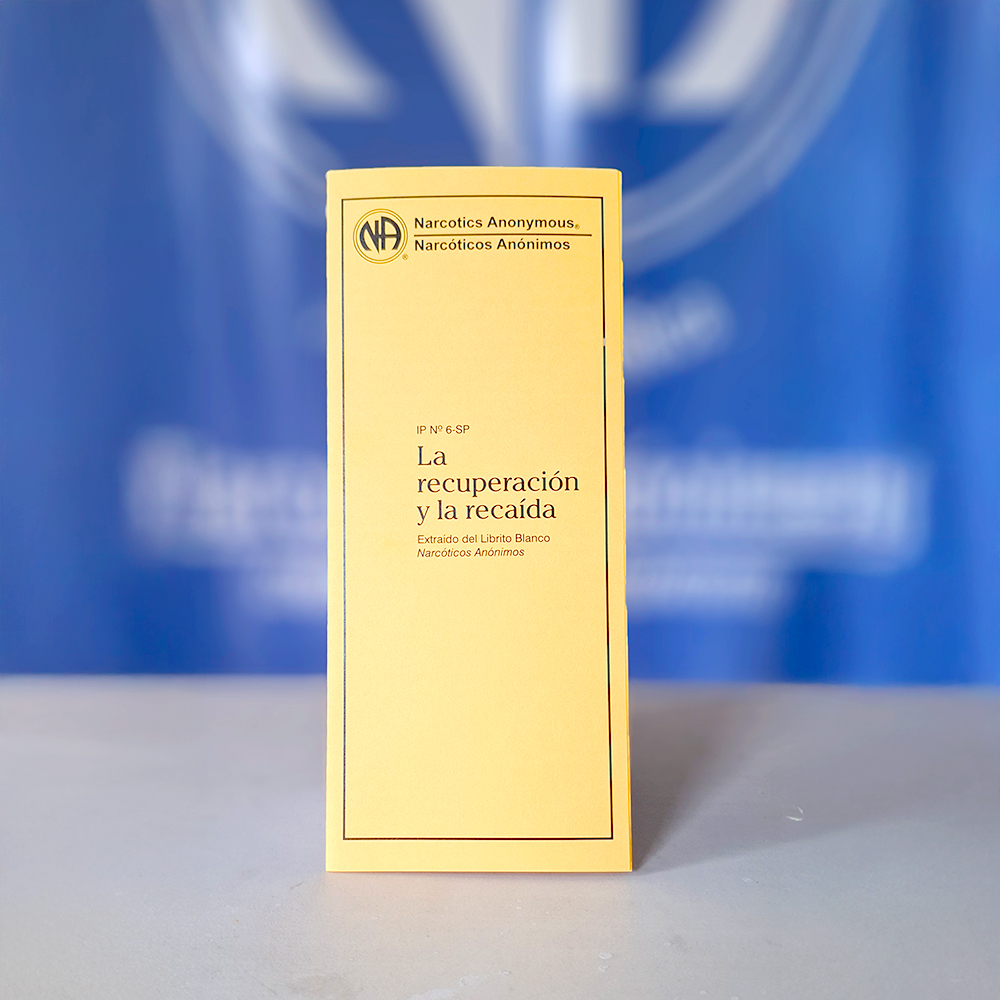 NA
Narcotics Anonymous®
Narcóticos Anónimos
IP Nº 6-SP
La
recuperación
y la recaída
Extraído del Librito Blanco
Narcóticos Anónimos